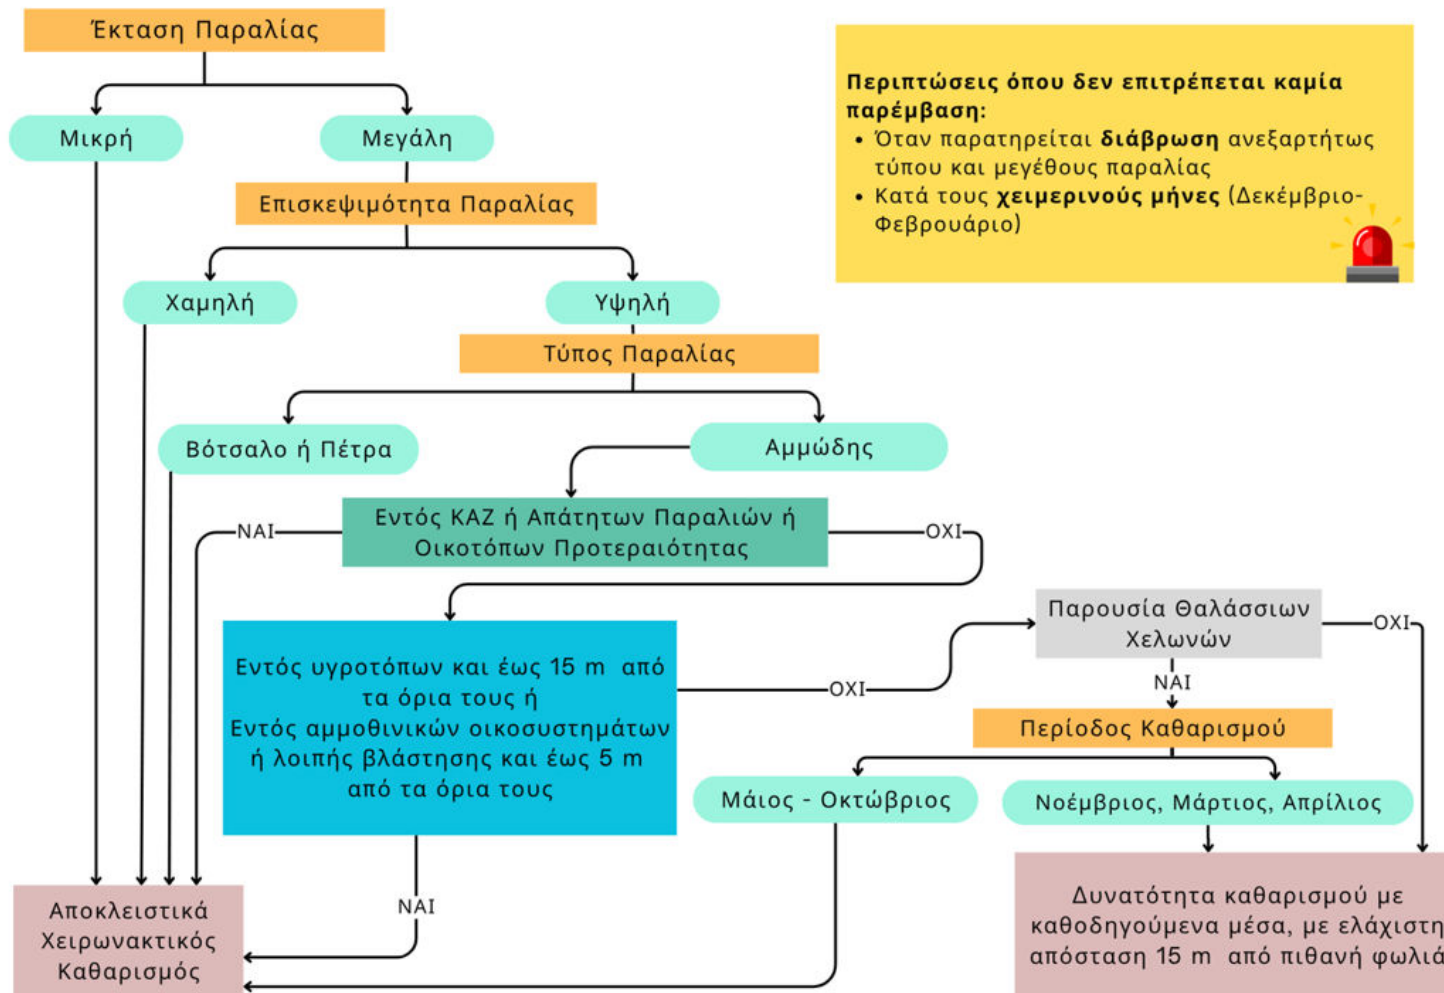 Έκταση Παραλίας
Περιπτώσεις όπου δεν επιτρέπεται καμία
παρέμβαση:
• Όταν παρατηρείται διάβρωση ανεξαρτήτως
τύπου και μεγέθους παραλίας
• Κατά τους χειμερινούς μήνες (Δεκέμβριο-
Φεβρουάριο)
Μικρή
Μεγάλη
Επισκεψιμότητα Παραλίας
Χαμηλή
Υψηλή
Τύπος Παραλίας
Βότσαλο ή Πέτρα
Αμμώδης
Εντός ΚΑΖ ή Απάτητων Παραλιών ή
Οικοτόπων Προτεραιότητας
ΝΑΙ
ΟΧΙ
Εντός υγροτόπων και έως 15 m από
τα όρια τους ή
Εντός αμμοθινικών οικοσυστημάτων
ή λοιπής βλάστησης και έως 5 m
από τα όρια τους
ΟΧΙ
Παρουσία Θαλάσσιων
Χελωνών
ΟΧΙ
ΝΑΙ
Περίοδος Καθαρισμού
Μάιος - Οκτώβριος
Νοέμβριος, Μάρτιος, Απρίλιος
ΝΑΙ
Αποκλειστικά
Χειρωνακτικός
Καθαρισμός
Δυνατότητα καθαρισμού με
καθοδηγούμενα μέσα, με ελάχιστη
απόσταση 15 m από πιθανή φωλιά